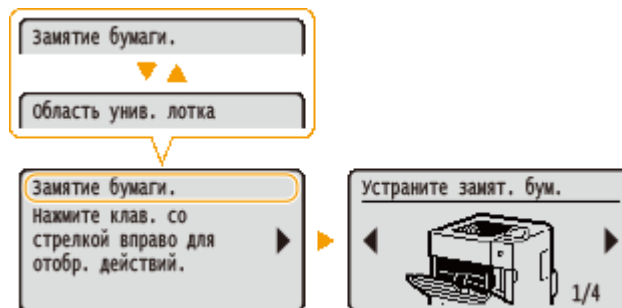 Замятие бумаги.
Область унив. лотка
Замятие бумаги.
Нажмите клав. со
стрелкой вправо для
отобр. действий.
Устраните замят. бум.
1/4